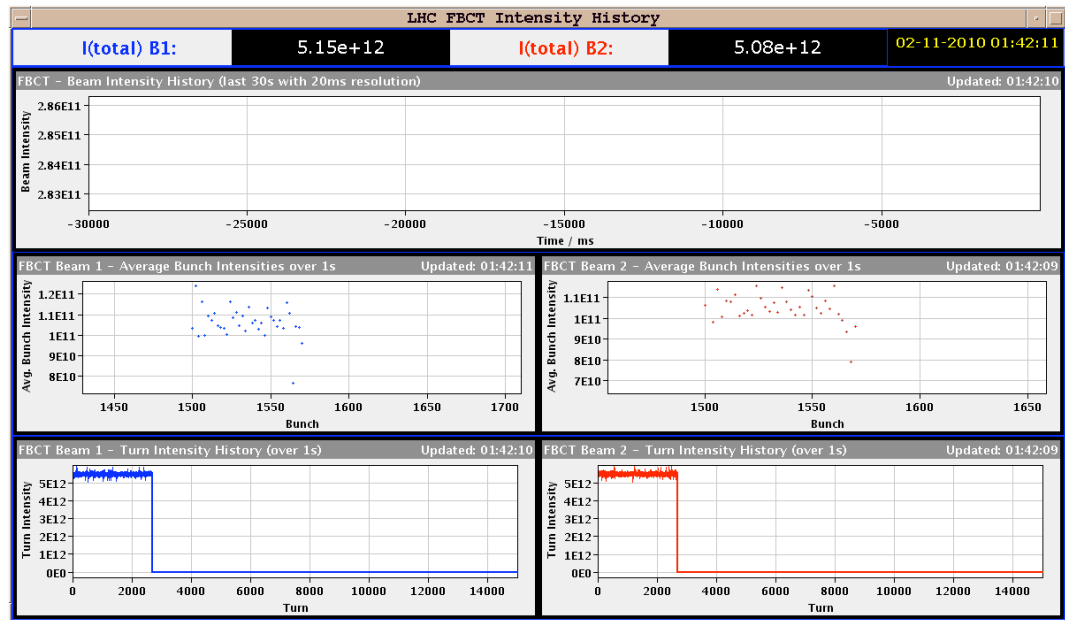 LHC FBCT Intensity History
I(total) B1: 5.15e+12 I(total) B2: 5.08e+12 02-11-2010 01:42:11
FBCT - Beam Intensity History (last 30s with 20ms resolution) Updated: 01:42:10
Beam Intensity
2.86E11
2.85E11
2.84E11
2.83E11
-30000 -25000 -20000 -15000 -10000 -5000
Time / ms
FBCT Beam 1 - Average Bunch Intensities over 1s Updated: 01:42:11
Avg. Bunch Intensity
1.2E11
1.1E11
1E11
9E10
8E10
1450 1500 1550 1600 1650 1700
Bunch
FBCT Beam 2 - Average Bunch Intensities over 1s Updated: 01:42:09
Avg. Bunch Intensity
1.1E11
1E11
9E10
8E10
7E10
1500 1550 1600 1650
Bunch
FBCT Beam 1 - Turn Intensity History (over 1s) Updated: 01:42:10
Turn Intensity
5E12
4E12
3E12
2E12
1E12
0E0
0 2000 4000 6000 8000 10000 12000 14000
Turn
FBCT Beam 2 - Turn Intensity History (over 1s) Updated: 01:42:09
Turn Intensity
5E12
4E12
3E12
2E12
1E12
0E0
0 2000 4000 6000 8000 10000 12000 14000
Turn